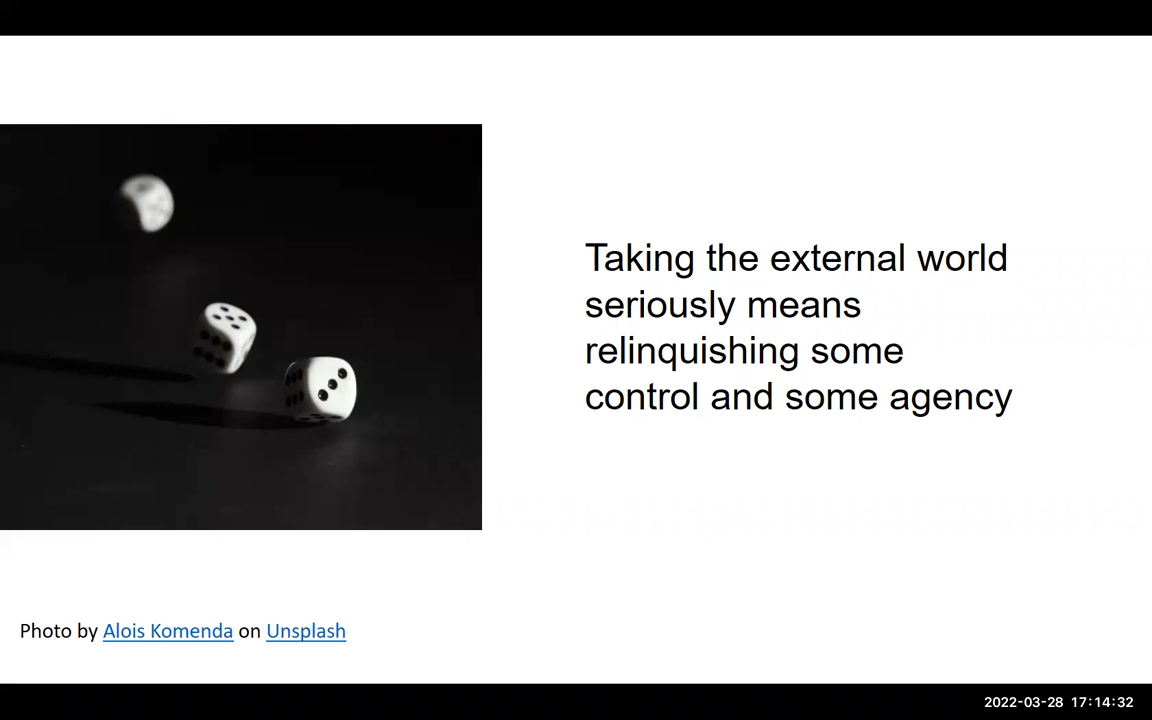 Taking the external world
seriously means
relinquishing some
control and some agency
Photo by Alois Komenda on Unsplash
2022-03-28 17:14:32